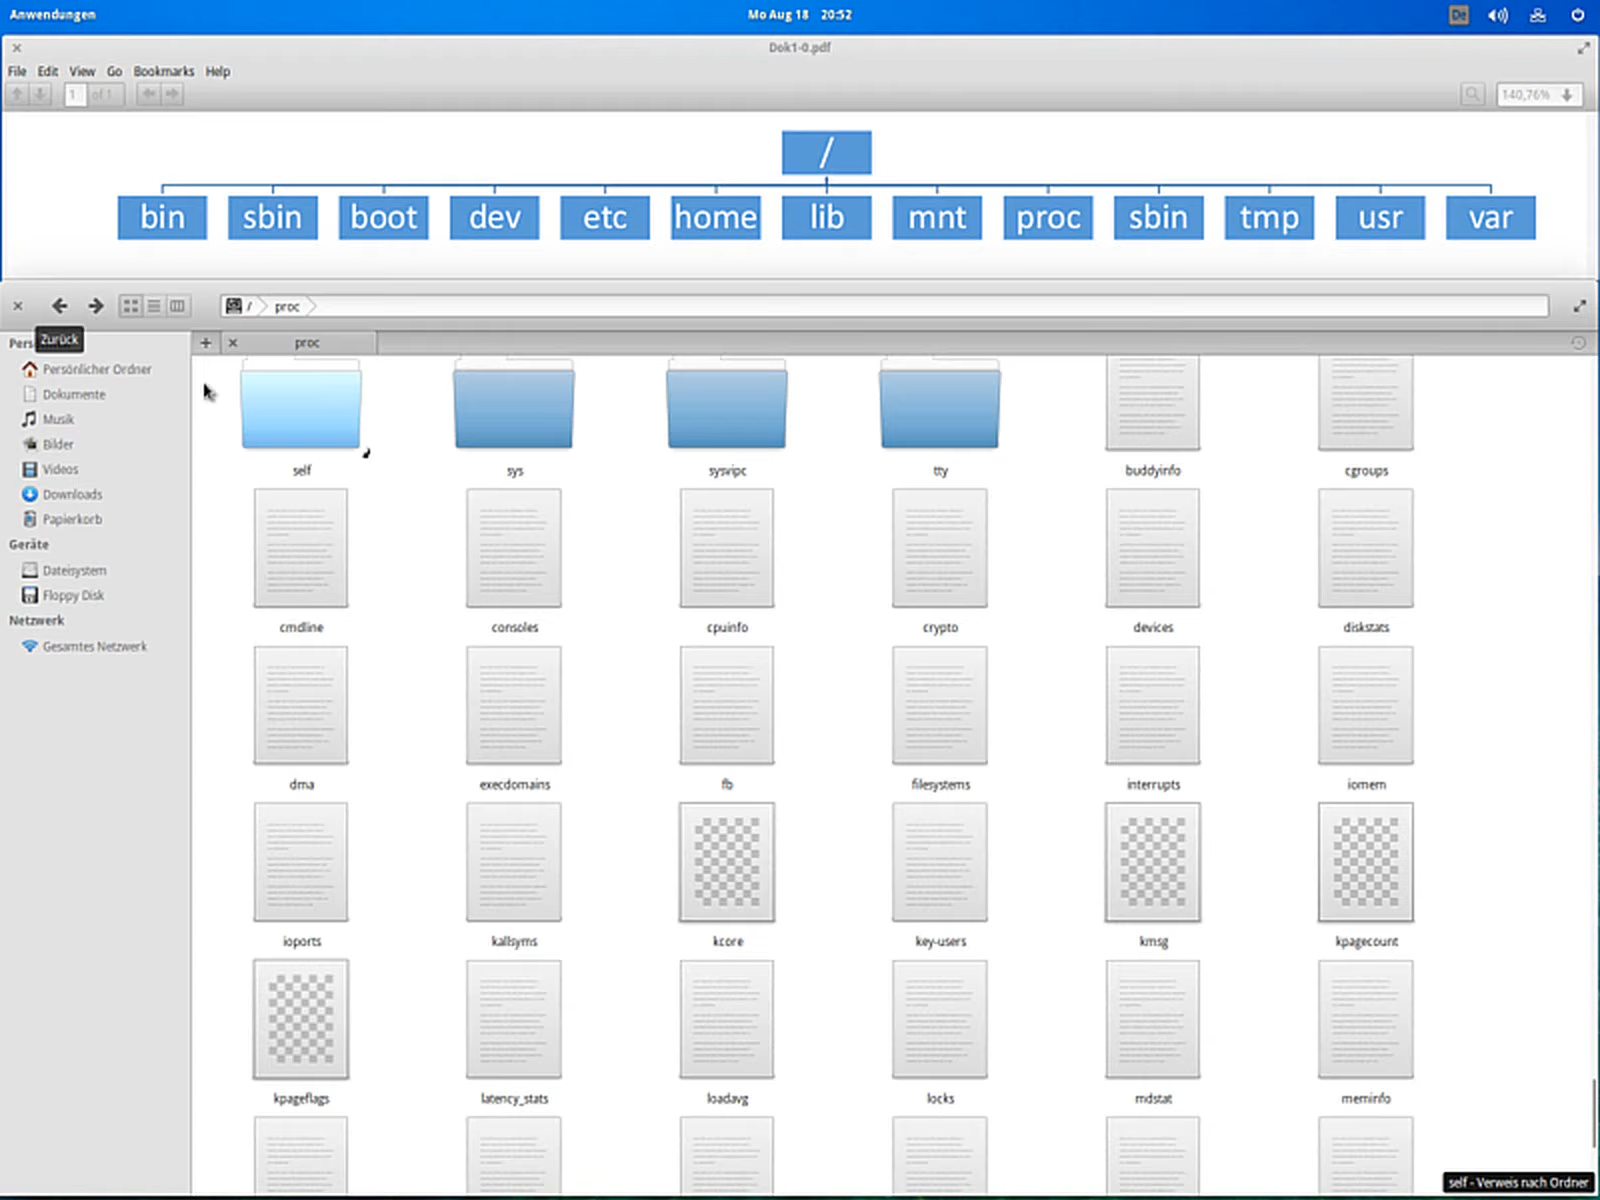 Anwendungen
Mo Aug 18 20:52
De
Dok1-0.pdf
File Edit View Go Bookmarks Help
1 of 1
140,76%
/
bin sbin boot dev etc home lib mnt proc sbin tmp usr var
/ proc
Zurück
Pers
proc
Persönlicher Ordner
Dokumente
Musik
Bilder
Videos
Downloads
Papierkorb
Geräte
Dateisystem
Floppy Disk
Netzwerk
Gesamtes Netzwerk
self sys sysvipc tty buddyinfo cgroups
cmdline consoles cpuinfo crypto devices diskstats
dma execdomains fb filesystems interrupts iomem
ioports kallsyms kcore key-users kmsg kpagecount
kpageflags latency_stats loadavg locks mdstat meminfo
self - Verweis nach Ordner